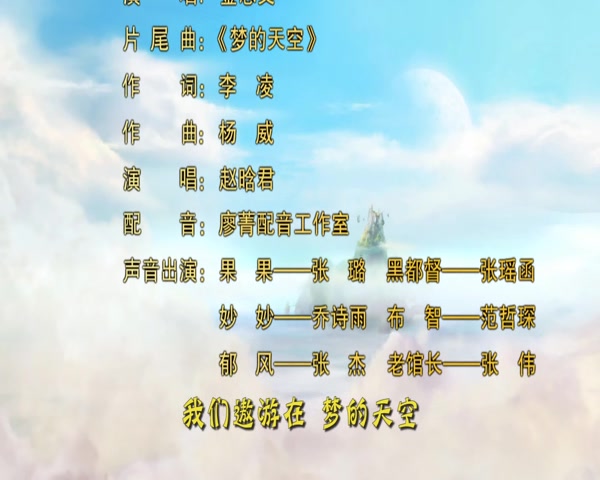 片尾曲：《梦的天空》
作 词：李 凌
作 曲：杨 威
演 唱：赵晗君
配 音：廖菁配音工作室
声音出演：果 果——张 璐 黑都督——张瑶函
妙 妙——乔诗雨 布 智——范哲琛
郁 风——张 杰 老馆长——张 伟
我们遨游在 梦的天空